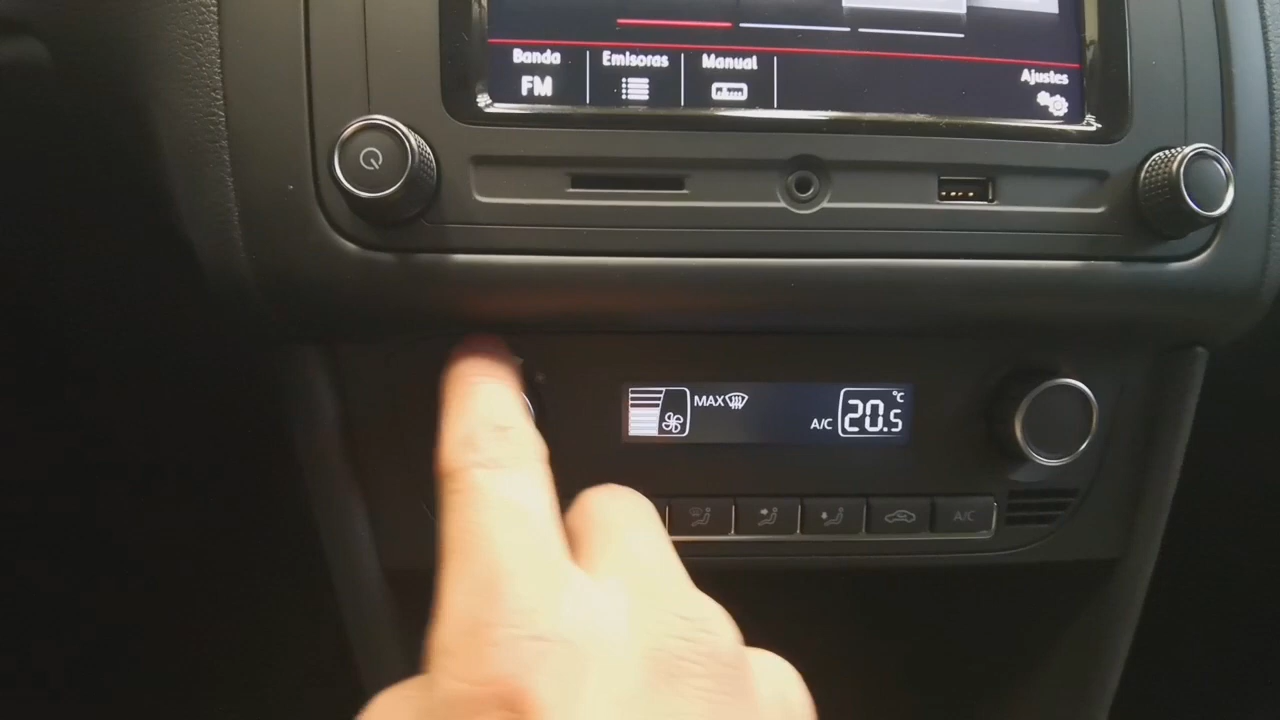 Banda
FM
Emisoras
Manual
Ajustes
MAX
A/C
20.5
°C
A/C